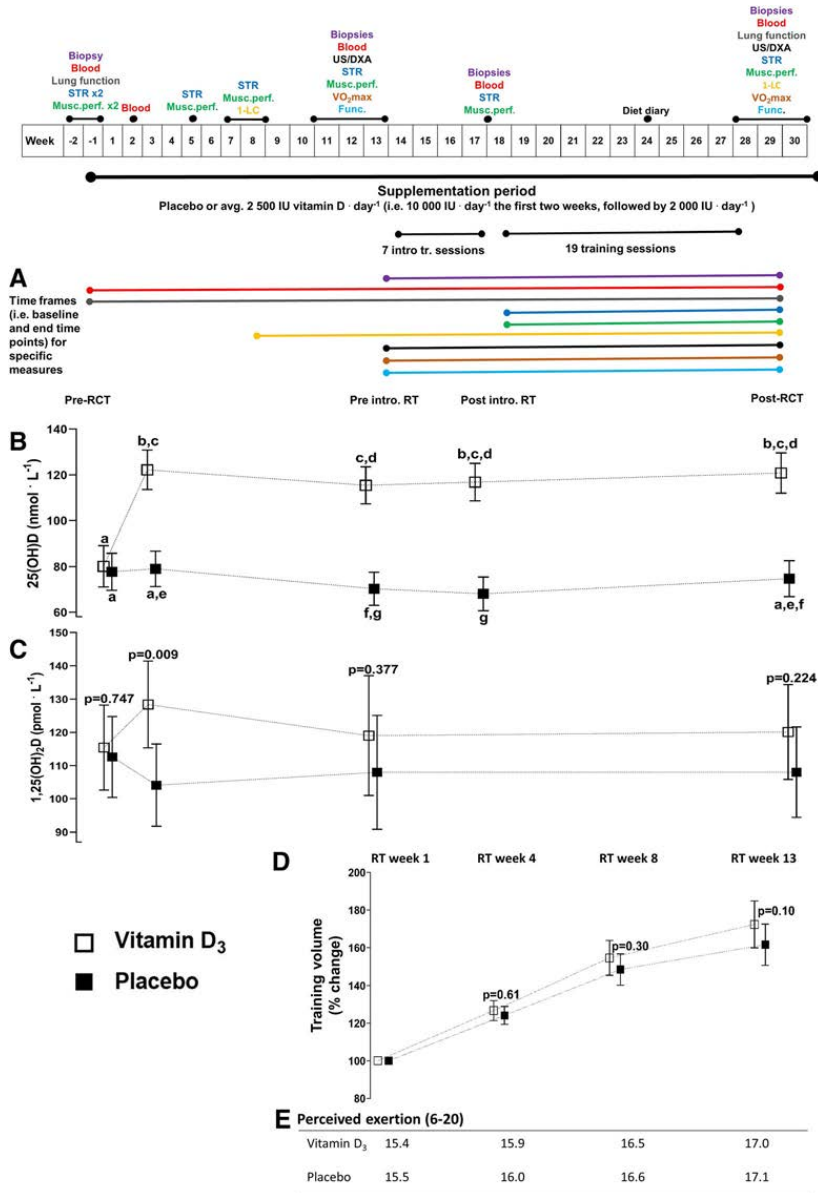 Biopsy
Blood
Lung function
STR x2
Musc.perf. x2
Blood
STR
Musc.perf.
STR
Musc.perf.
1-LC
Biopsies
Blood
US/DXA
STR
Musc.perf.
VO2max
Func.
Biopsies
Blood
STR
Musc.perf.
Diet diary
Biopsies
Blood
Lung function
US/DXA
STR
Musc.perf.
1-LC
VO2max
Func.
Week -2 -1 1 2 3 4 5 6 7 8 9 10 11 12 13 14 15 16 17 18 19 20 21 22 23 24 25 26 27 28 29 30
Supplementation period
Placebo or avg. 2 500 IU vitamin D · day-1 (i.e. 10 000 IU · day-1 the first two weeks, followed by 2 000 IU · day-1 )
7 intro tr. sessions 19 training sessions
A
Time frames
(i.e. baseline
and end time
points) for
specific
measures
Pre-RCT Pre intro. RT Post intro. RT Post-RCT
B
25(OH)D (nmol · L-1)
140
120
100
80
60
b,c c,d b,c,d b,c,d
a
a a,e f,g g a,e,f
C
1,25(OH)2D (pmol · L-1)
150
140
130
120
110
100
90
p=0.747 p=0.009 p=0.377 p=0.224
D
RT week 1 RT week 4 RT week 8 RT week 13
Training volume
(% change)
200
180
160
140
120
100
80
p=0.61 p=0.30 p=0.10
Vitamin D3
Placebo
E Perceived exertion (6-20)
Vitamin D3 15.4 15.9 16.5 17.0
Placebo 15.5 16.0 16.6 17.1